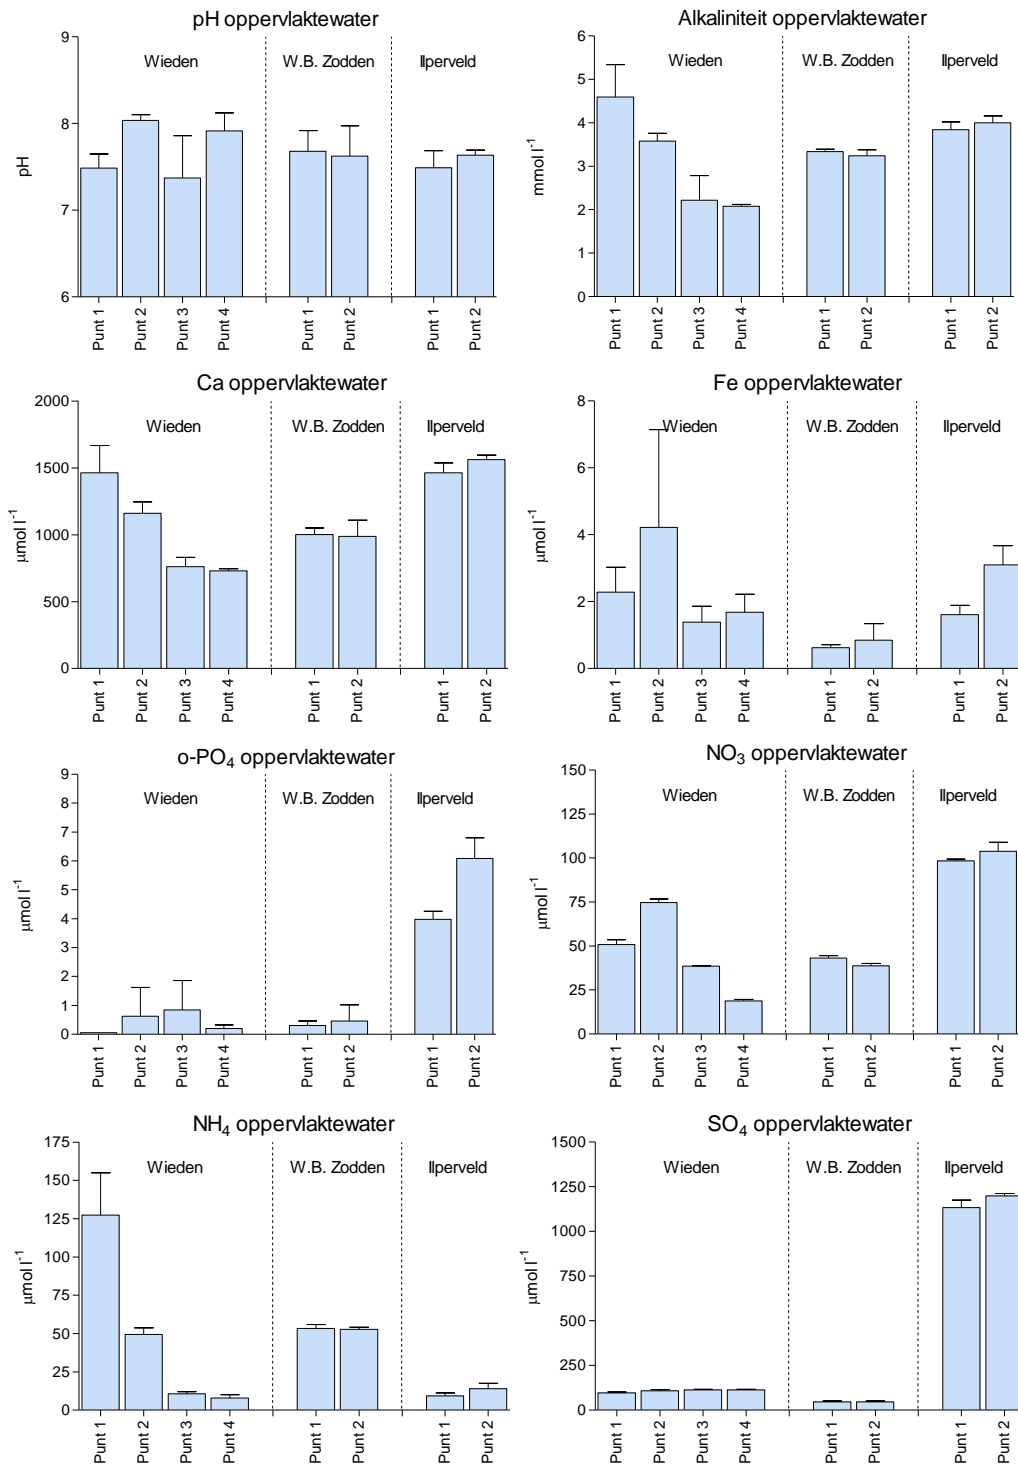 pH oppervlaktewater
9
8
7
6
pH
Wieden
W.B. Zodden
Ilperveld
Punt 1
Punt 2
Punt 3
Punt 4
Punt 1
Punt 2
Punt 1
Punt 2
Alkaliniteit oppervlaktewater
6
5
4
3
2
1
0
mmol l⁻¹
Wieden
W.B. Zodden
Ilperveld
Punt 1
Punt 2
Punt 3
Punt 4
Punt 1
Punt 2
Punt 1
Punt 2
Ca oppervlaktewater
2000
1500
1000
500
0
µmol l⁻¹
Wieden
W.B. Zodden
Ilperveld
Punt 1
Punt 2
Punt 3
Punt 4
Punt 1
Punt 2
Punt 1
Punt 2
Fe oppervlaktewater
8
6
4
2
0
µmol l⁻¹
Wieden
W.B. Zodden
Ilperveld
Punt 1
Punt 2
Punt 3
Punt 4
Punt 1
Punt 2
Punt 1
Punt 2
o-PO₄ oppervlaktewater
9
8
7
6
5
4
3
2
1
0
µmol l⁻¹
Wieden
W.B. Zodden
Ilperveld
Punt 1
Punt 2
Punt 3
Punt 4
Punt 1
Punt 2
Punt 1
Punt 2
NO₃ oppervlaktewater
150
125
100
75
50
25
0
µmol l⁻¹
Wieden
W.B. Zodden
Ilperveld
Punt 1
Punt 2
Punt 3
Punt 4
Punt 1
Punt 2
Punt 1
Punt 2
NH₄ oppervlaktewater
175
150
125
100
75
50
25
0
µmol l⁻¹
Wieden
W.B. Zodden
Ilperveld
Punt 1
Punt 2
Punt 3
Punt 4
Punt 1
Punt 2
Punt 1
Punt 2
SO₄ oppervlaktewater
1500
1250
1000
750
500
250
0
µmol l⁻¹
Wieden
W.B. Zodden
Ilperveld
Punt 1
Punt 2
Punt 3
Punt 4
Punt 1
Punt 2
Punt 1
Punt 2